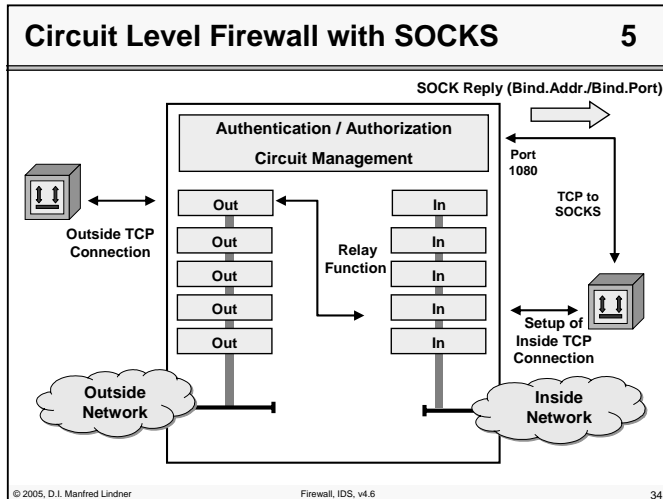 Circuit Level Firewall with SOCKS 5
SOCK Reply (Bind.Addr./Bind.Port)
Authentication / Authorization
Circuit Management
Port
1080
TCP to
SOCKS
Outside TCP
Connection
Out
Out
Out
Out
Out
Relay
Function
In
In
In
In
In
Setup of
Inside TCP
Connection
Outside
Network
Inside
Network
© 2005, D.I. Manfred Lindner
Firewall, IDS, v4.6
34